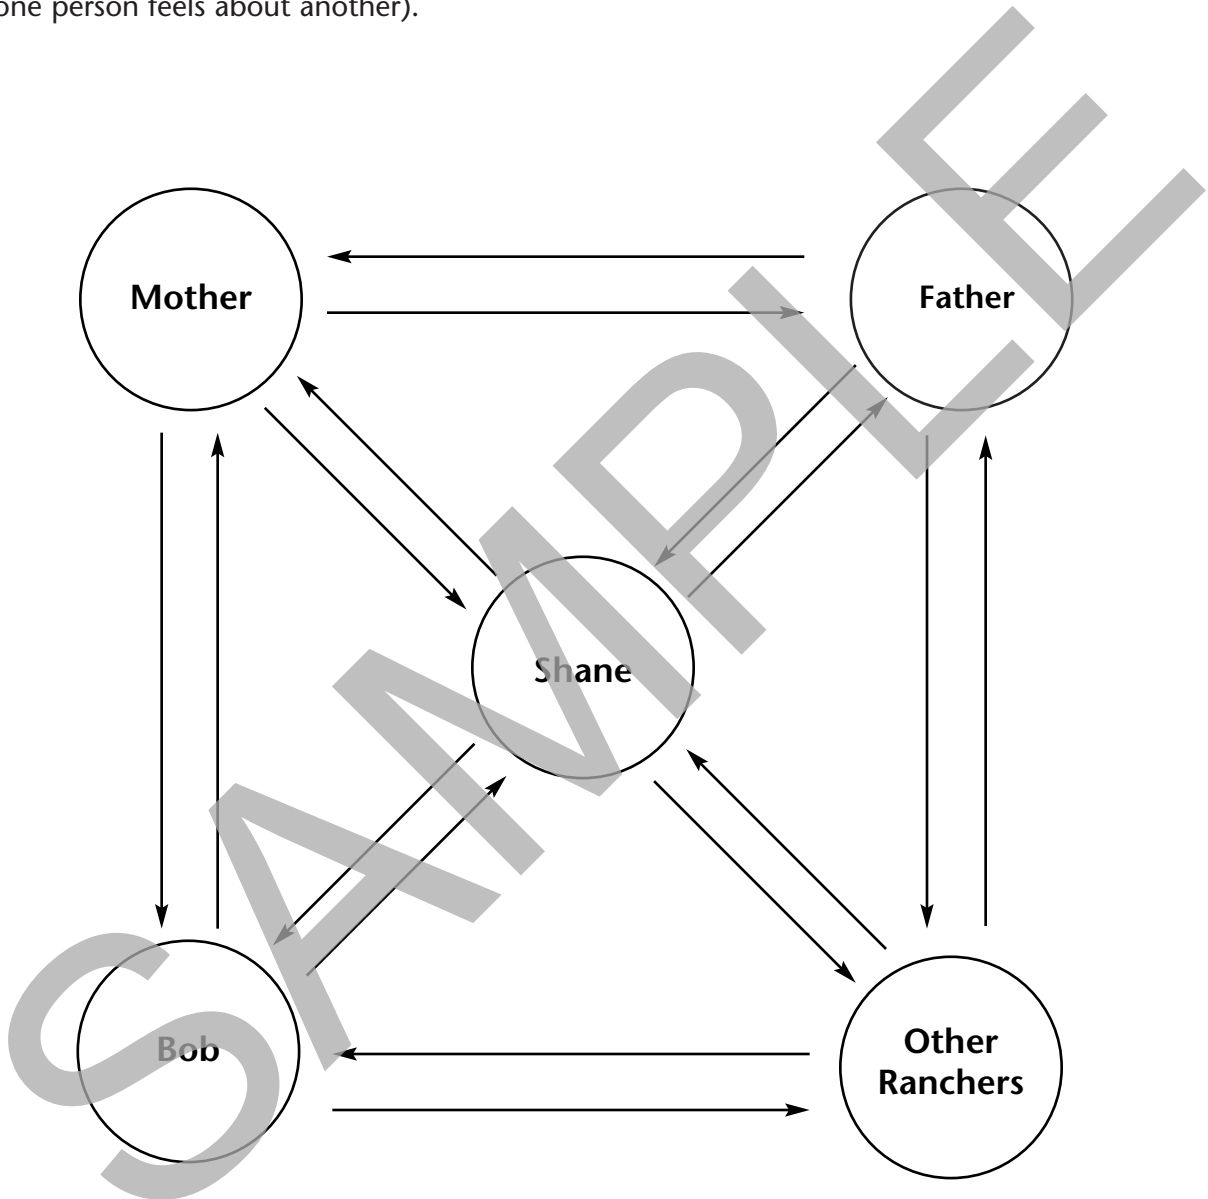 one person feels about another).
Mother
Father
Shane
Bob
Other
Ranchers
SAMPLE